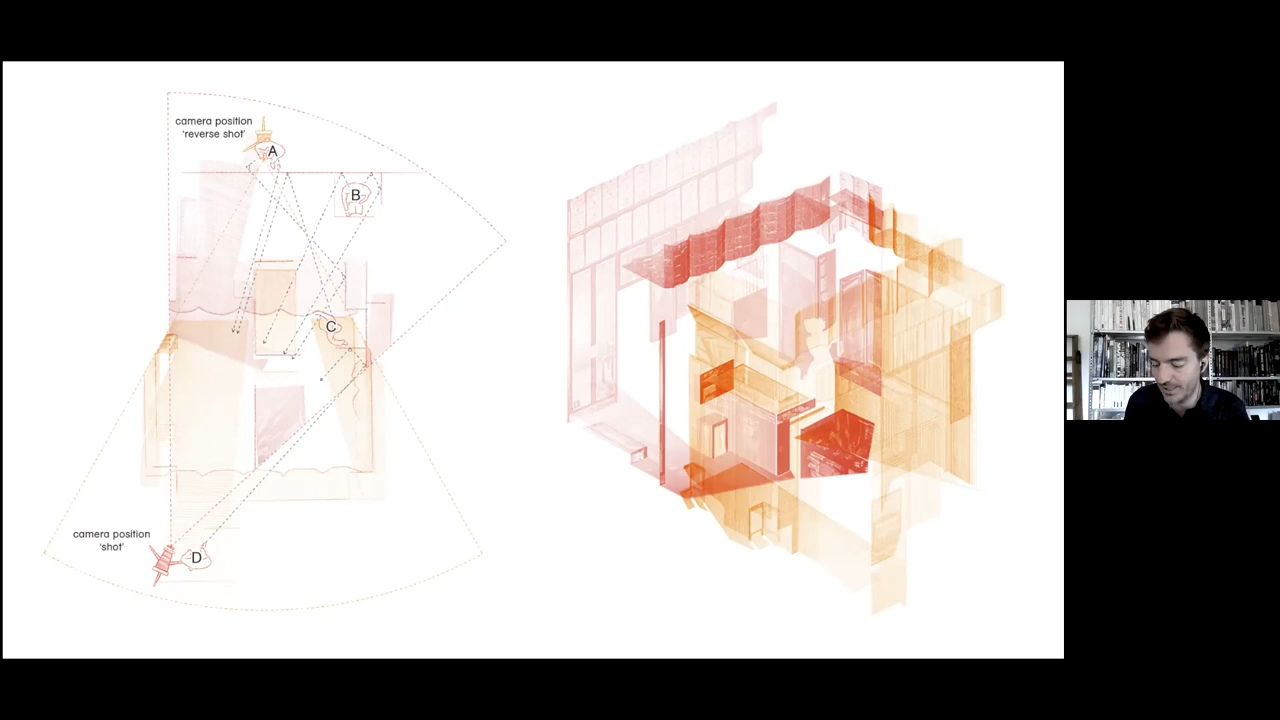 camera position
'reverse shot'
A
B
C
camera position
'shot'
D